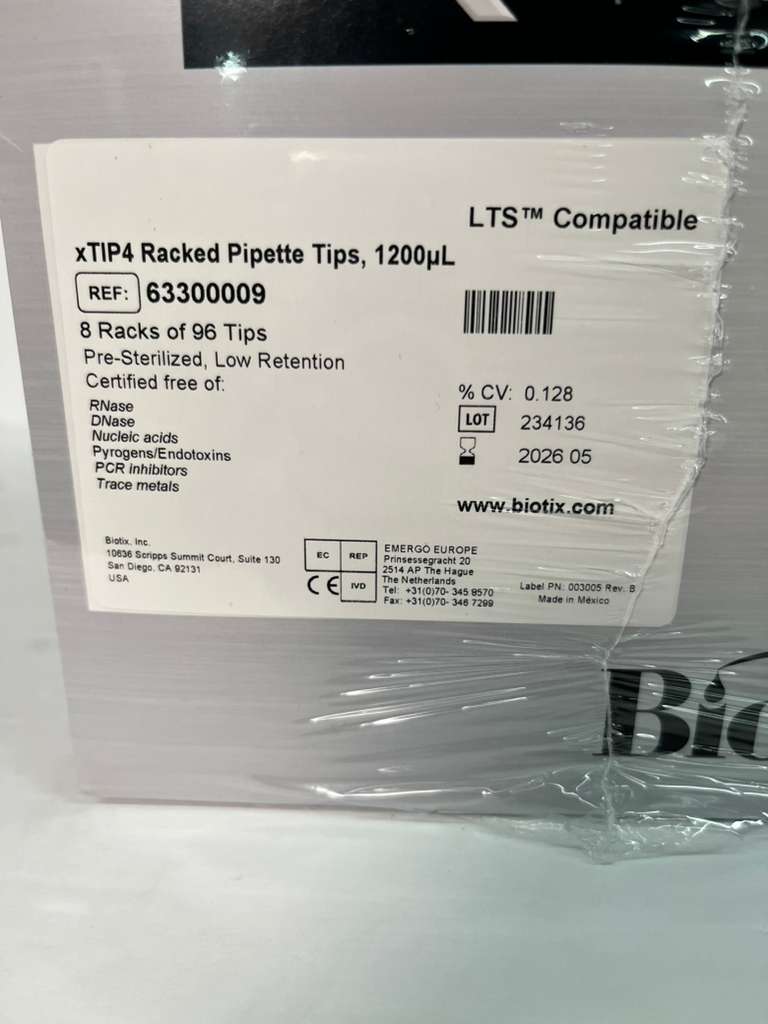 LTS™ Compatible
xTIP4 Racked Pipette Tips, 1200µL
REF: 63300009
8 Racks of 96 Tips
Pre-Sterilized, Low Retention
Certified free of:
RNase
DNase
Nucleic acids
Pyrogens/Endotoxins
PCR inhibitors
Trace metals
% CV: 0.128
LOT 234136
2026 05
www.biotix.com
Biotix, Inc.
10636 Scripps Summit Court, Suite 130
San Diego, CA 92131
USA
EC REP
CE IVD
EMERGO EUROPE
Prinsessegracht 20
2514 AP The Hague
The Netherlands
Tel: +31(0)70- 345 8570
Fax: +31(0)70- 346 7299
Label PN: 003005 Rev. B
Made in México
Bio